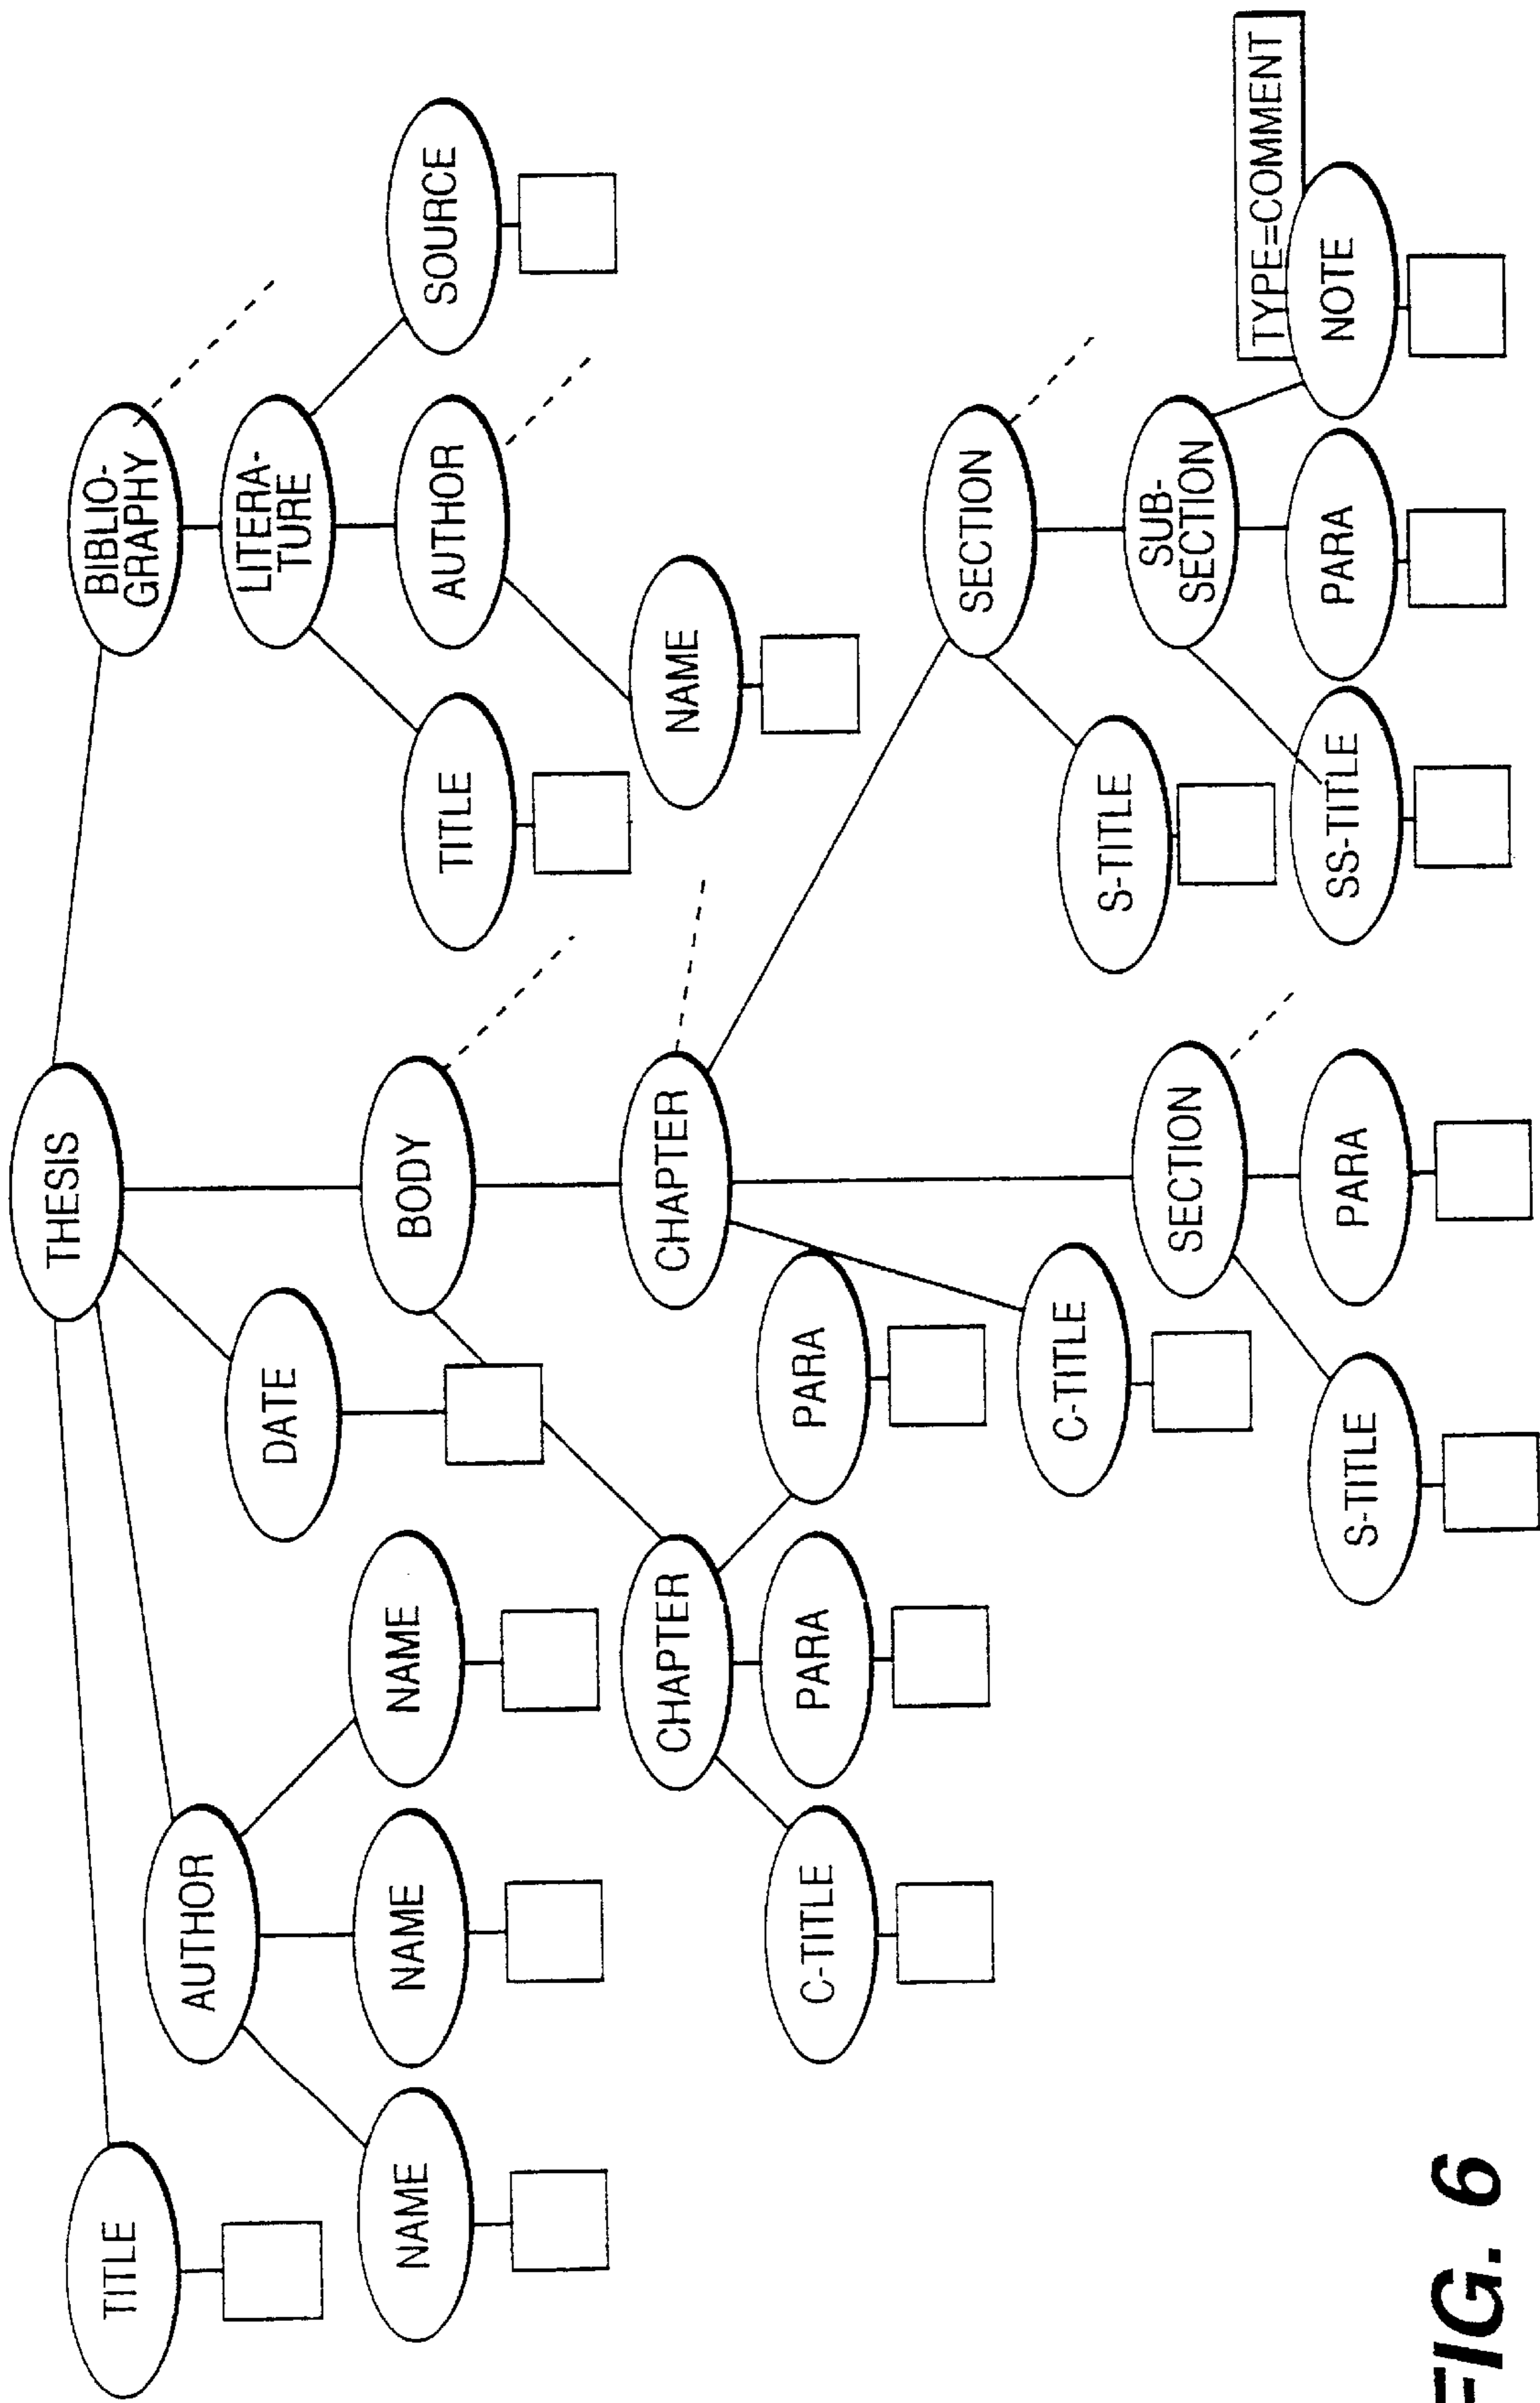 THESIS
TITLE
AUTHOR
NAME
NAME
NAME
DATE
BODY
CHAPTER
C-TITLE
PARA
PARA
CHAPTER
C-TITLE
SECTION
S-TITLE
PARA
SECTION
S-TITLE
SUB-
SECTION
SS-TITLE
PARA
NOTE
TYPE=COMMENT
BIBLIO-
GRAPHY
LITERA-
TURE
TITLE
AUTHOR
NAME
SOURCE
FIG. 6